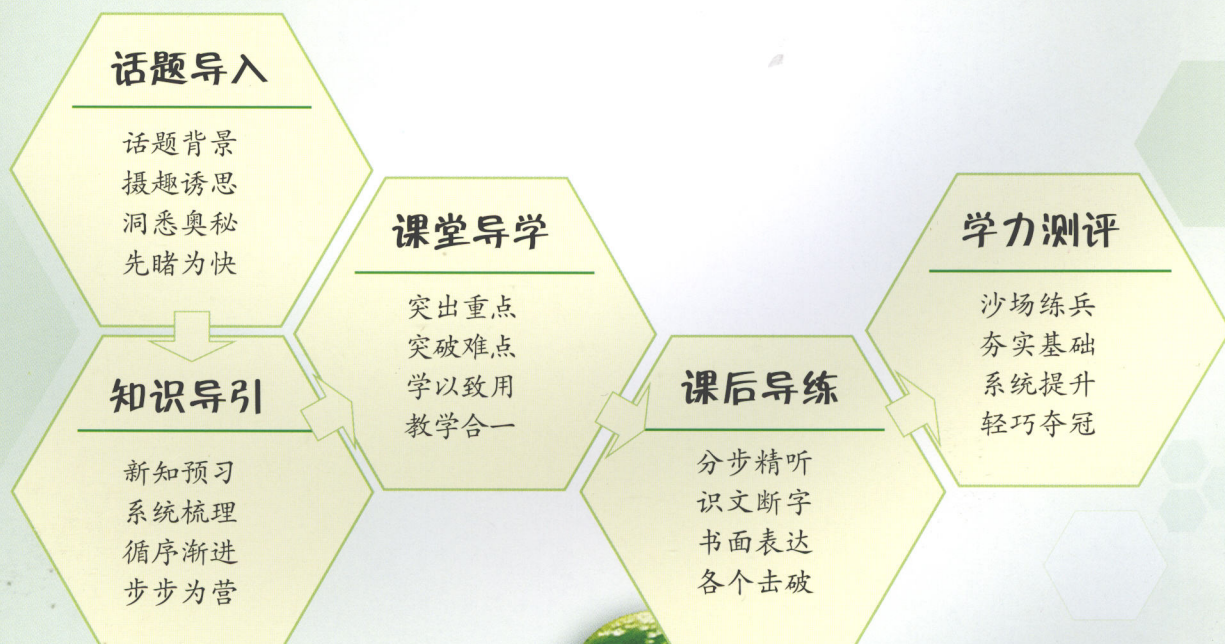 话题导入
话题背景
摄趣诱思
洞悉奥秘
先睹为快
知识导引
新知预习
系统梳理
循序渐进
步步为营
课堂导学
突出重点
突破难点
学以致用
教学合一
课后导练
分步精听
识文断字
书面表达
各个击破
学力测评
沙场练兵
夯实基础
系统提升
轻巧夺冠